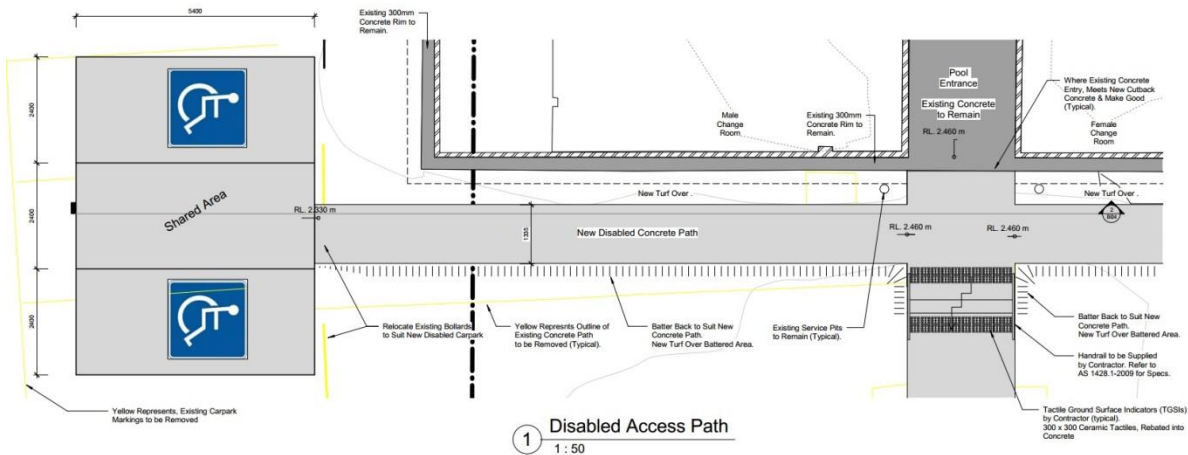 5400
2400
2400
2400
Shared Area
RL. 2.330 m
Existing 300mm
Concrete Rim to
Remain.
Male
Change
Room
Existing 300mm
Concrete Rim to
Remain.
Pool
Entrance
Existing Concrete
to Remain
RL. 2.460 m
Where Existing Concrete
Entry, Meets New Cutback
Concrete & Make Good
(Typical).
Female
Change
Room
New Turf Over .
New Turf Over .
1335
New Disabled Concrete Path
RL. 2.460 m
RL. 2.460 m
2
B04
Relocate Existing Bollards
to Suit New Disabled Carpark
Yellow Represnts Outline of
Existing Concrete Path
to be Removed (Typical).
Batter Back to Suit New
Concrete Path.
New Turf Over Battered Area.
Existing Service Pits
to Remain (Typical).
Batter Back to Suit New
Concrete Path.
New Turf Over Battered Area.
Handrail to be Supplied
by Contractor. Refer to
AS 1428.1-2009 for Specs.
Tactile Ground Surface Indicators (TGSIs)
by Contractor (typical).
300 x 300 Ceramic Tactiles, Rebated into
Concrete
Yellow Represents, Existing Carpark
Markings to be Removed
1
Disabled Access Path
1 : 50